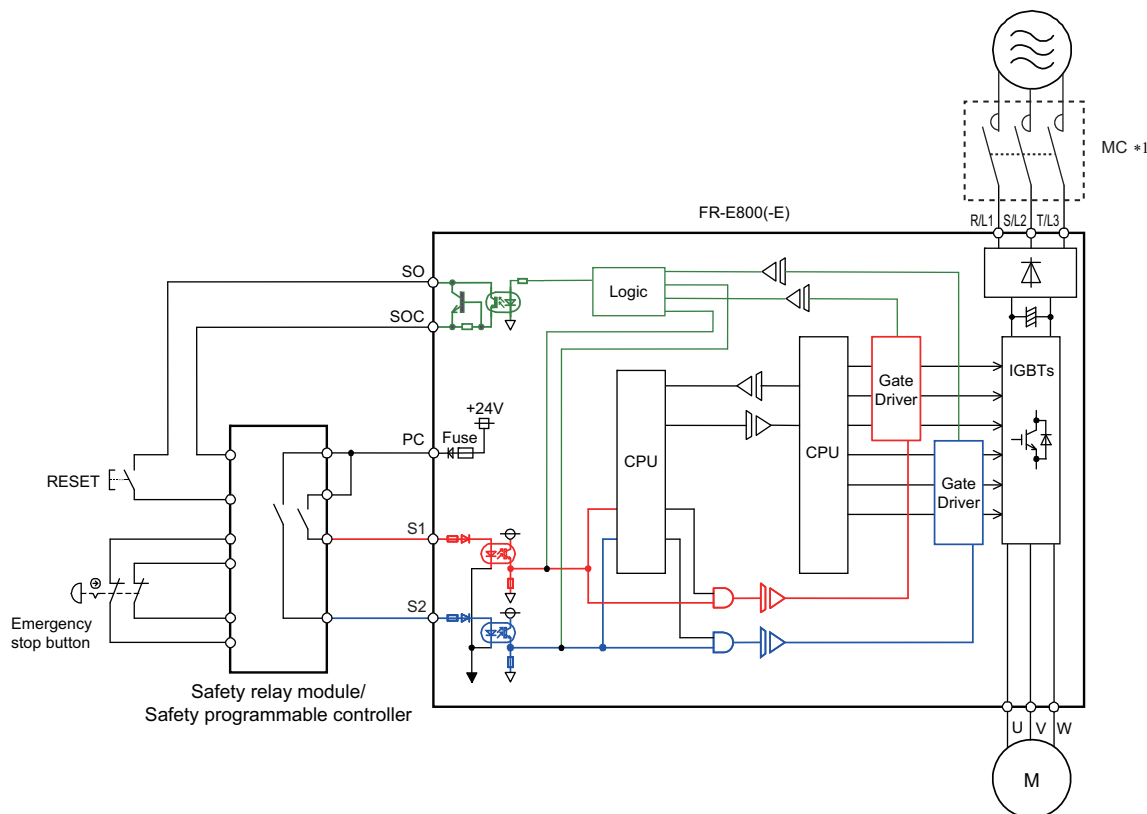 MC *1
FR-E800(-E)
R/L1 S/L2 T/L3
SO
Logic
SOC
IGBTs
Gate
Driver
+24V
PC
Fuse
CPU
CPU
RESET
Gate
Driver
S1
S2
Emergency
stop button
Safety relay module/
Safety programmable controller
U V W
M